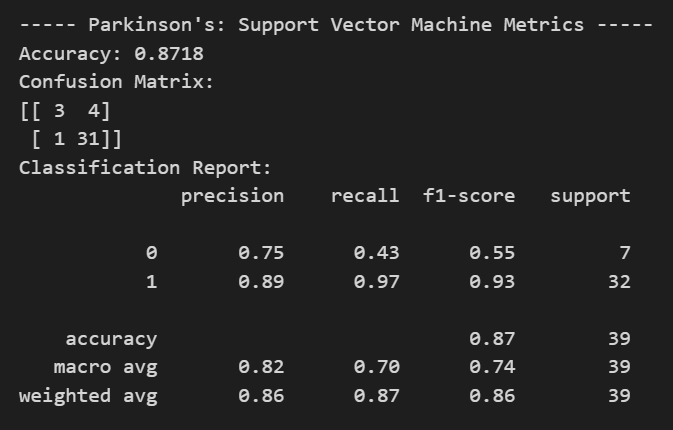 ----- Parkinson's: Support Vector Machine Metrics -----
Accuracy: 0.8718
Confusion Matrix:
[[ 3  4]
 [ 1 31]]
Classification Report:
              precision    recall  f1-score   support

           0       0.75      0.43      0.55         7
           1       0.89      0.97      0.93        32

    accuracy                           0.87        39
   macro avg       0.82      0.70      0.74        39
weighted avg       0.86      0.87      0.86        39